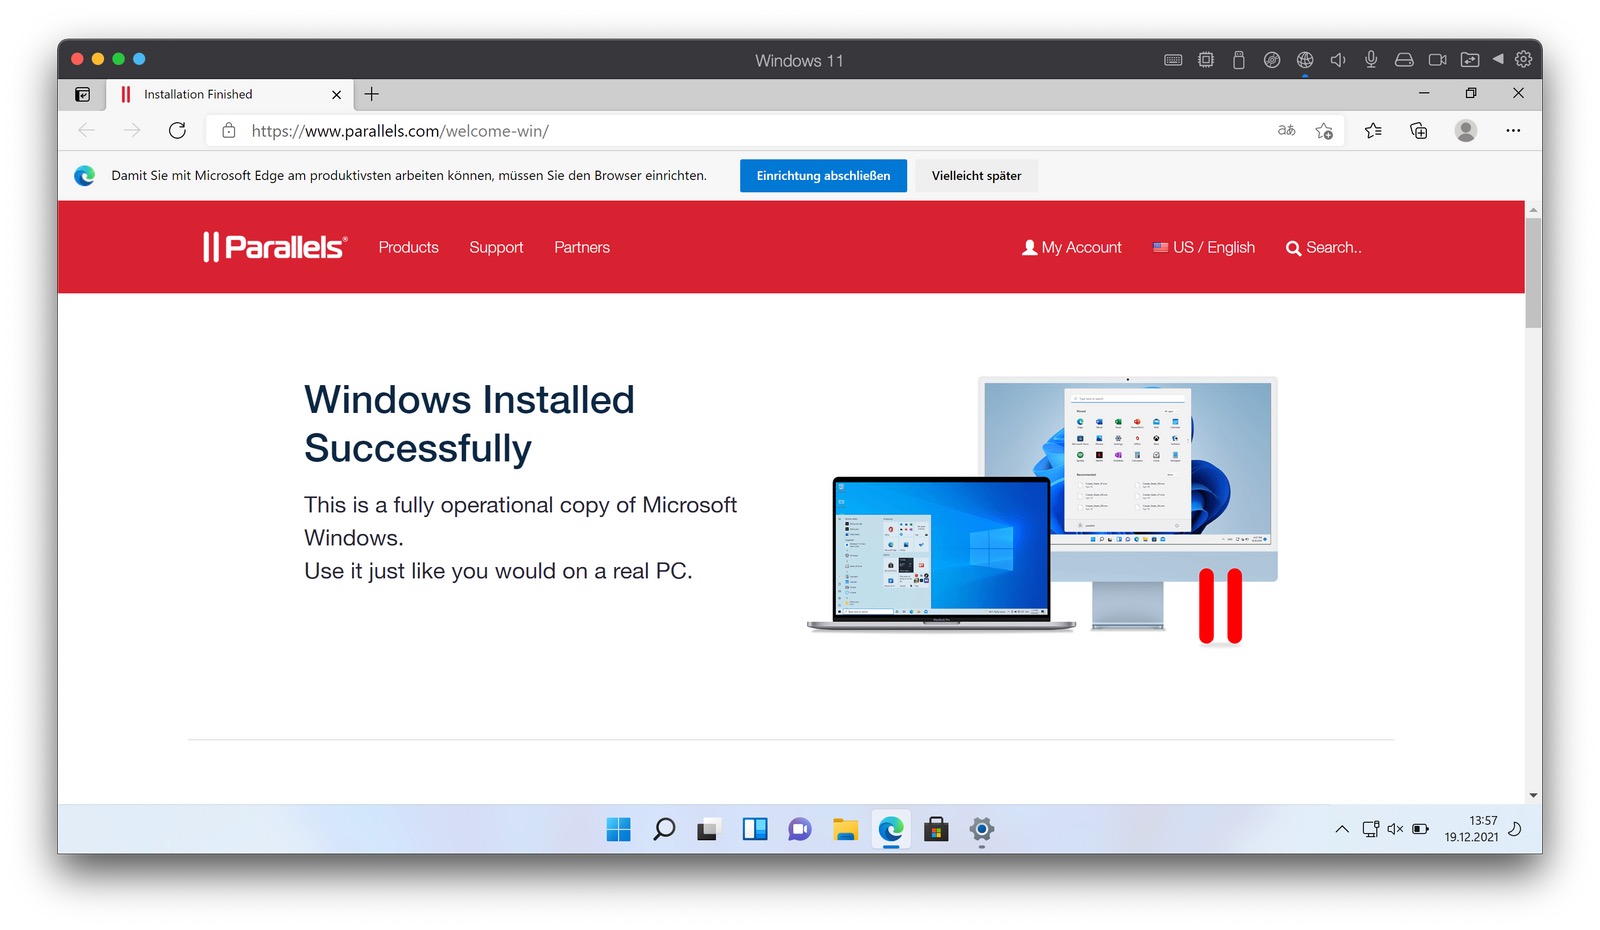 Windows 11
Installation Finished
https://www.parallels.com/welcome-win/
aあ
Damit Sie mit Microsoft Edge am produktivsten arbeiten können, müssen Sie den Browser einrichten.
Einrichtung abschließen
Vielleicht später
Parallels®
Products
Support
Partners
My Account
US / English
Search..
Windows Installed
Successfully
This is a fully operational copy of Microsoft
Windows.
Use it just like you would on a real PC.
13:57
19.12.2021